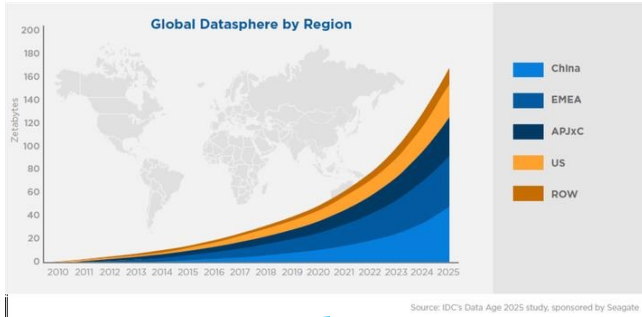 Global Datasphere by Region
200
180
160
140
120
100
80
60
40
20
0
Zetabytes
2010 2011 2012 2013 2014 2015 2016 2017 2018 2019 2020 2021 2022 2023 2024 2025
China
EMEA
APJxC
US
ROW
Source: IDC's Data Age 2025 study, sponsored by Seagate